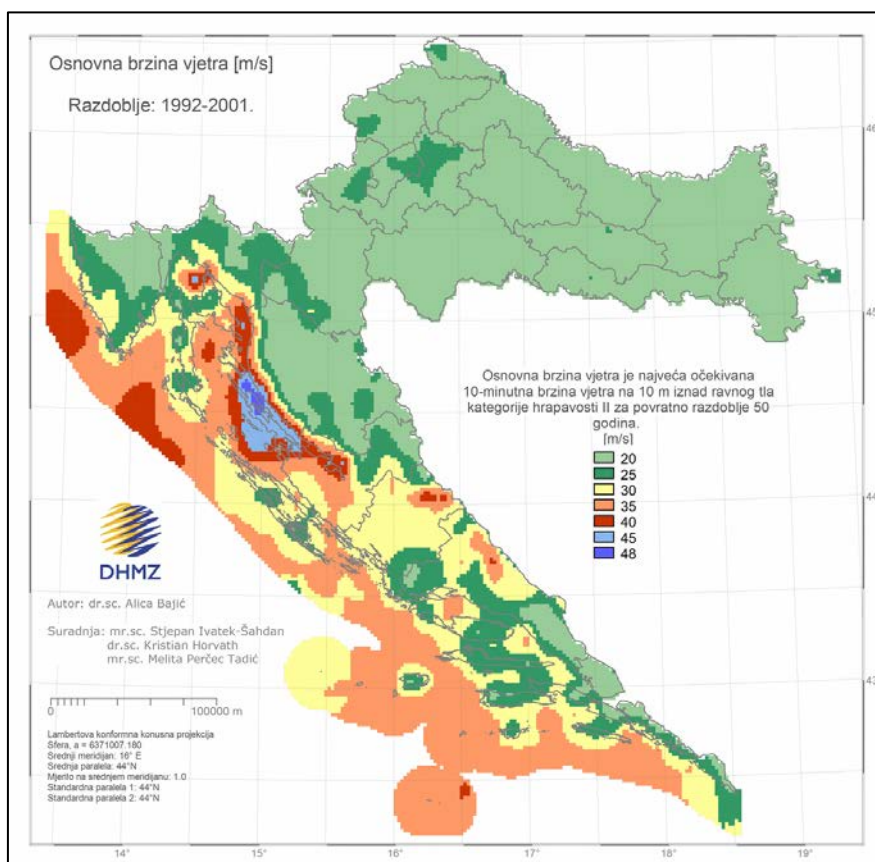 Osnovna brzina vjetra [m/s]
Razdoblje: 1992-2001.
46
45
Osnovna brzina vjetra je najveća očekivana
10-minutna brzina vjetra na 10 m iznad ravnog tla
kategorije hrapavosti II za povratno razdoblje 50
godina.
[m/s]
20
25
30
35
40
45
48
44
DHMZ
Autor: dr.sc. Alica Bajić
Suradnja: mr.sc. Stjepan Ivatek-Šahdan
dr.sc. Kristian Horvath
mr.sc. Melita Perčec Tadić
43
0 100000 m
Lambertova konformna konusna projekcija
Sfera, a = 6371007.180
Srednji meridijan: 16° E
Srednja paralela: 44°N
Mjerilo na srednjem meridijanu: 1.0
Standardna paralela 1: 44°N
Standardna paralela 2: 44°N
14° 15° 16° 17° 18° 19°